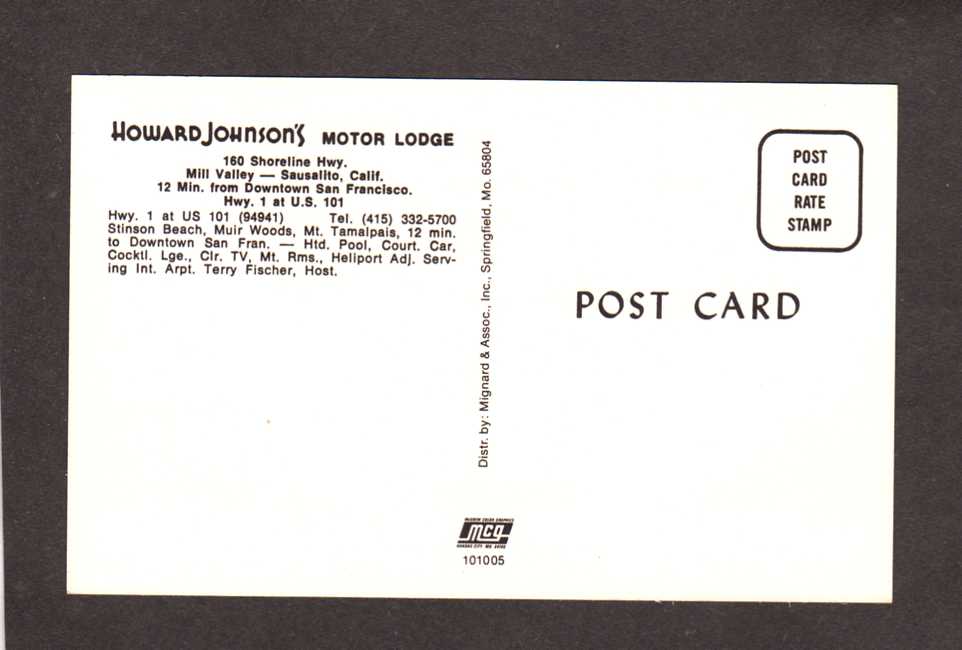 HOWARD JOHNSON'S MOTOR LODGE
160 Shoreline Hwy.
Mill Valley — Sausalito, Calif.
12 Min. from Downtown San Francisco.
Hwy. 1 at U.S. 101
Hwy. 1 at US 101 (94941) Tel. (415) 332-5700
Stinson Beach, Muir Woods, Mt. Tamalpais, 12 min.
to Downtown San Fran. — Htd. Pool, Court. Car,
Cocktl. Lge., Clr. TV, Mt. Rms., Heliport Adj. Serv-
ing Int. Arpt. Terry Fischer, Host.
Distr. by: Mignard & Assoc., Inc., Springfield, Mo. 65804
POST
CARD
RATE
STAMP
POST CARD
mcg
KANSAS CITY, MO.
101005